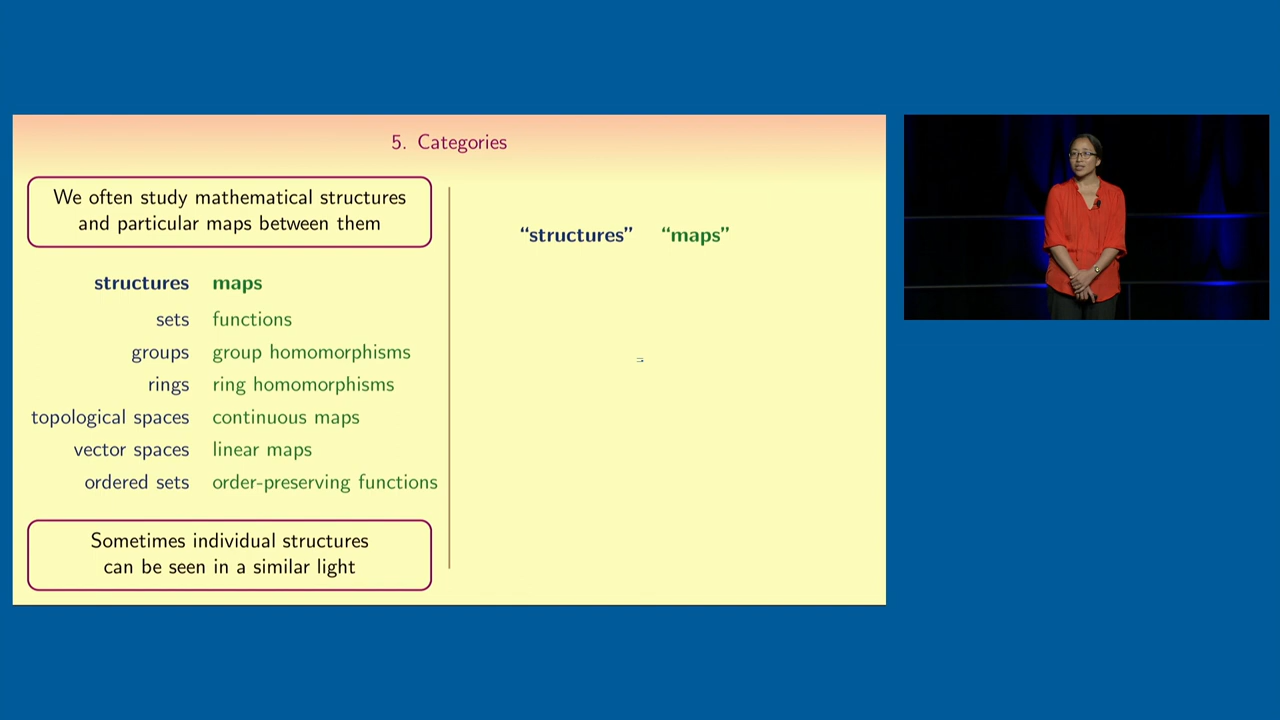 5. Categories
We often study mathematical structures
and particular maps between them
structures maps
sets functions
groups group homomorphisms
rings ring homomorphisms
topological spaces continuous maps
vector spaces linear maps
ordered sets order-preserving functions
Sometimes individual structures
can be seen in a similar light
“structures” “maps”